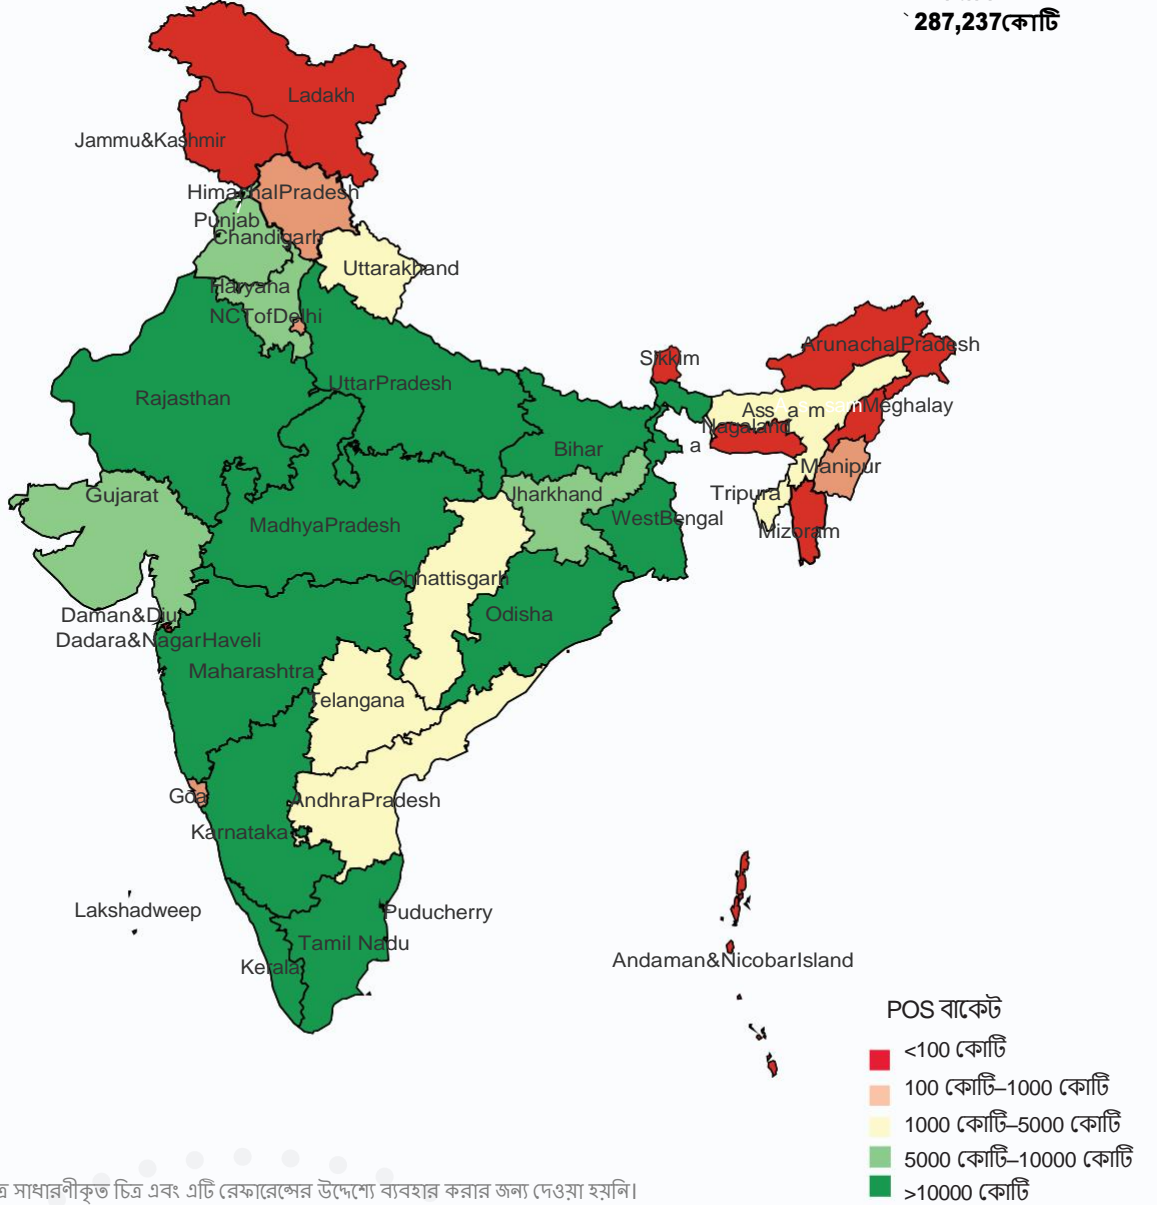 287,237কোটি
Ladakh
Jammu&Kashmir
HimachalPradesh
Punjab
Chandigarh
Uttarakhand
Haryana
NCTofDelhi
ArunachalPradesh
Sikkim
UttarPradesh
Rajasthan
Assam Meghalay
Nagaland
a
Bihar
Manipur
Gujarat
Jharkhand
Tripura
WestBengal
MadhyaPradesh
Mizoram
Chhattisgarh
Daman&Diu
Odisha
Dadara&NagarHaveli
Maharashtra
Telangana
Goa
AndhraPradesh
Karnataka
Lakshadweep
Puducherry
Tamil Nadu
Kerala
Andaman&NicobarIsland
POS বাকেট
<100 কোটি
100 কোটি–1000 কোটি
1000 কোটি–5000 কোটি
5000 কোটি–10000 কোটি
>10000 কোটি
সাধারণীকৃত চিত্র এবং এটি রেফারেন্সের উদ্দেশ্যে ব্যবহার করার জন্য দেওয়া হয়নি।